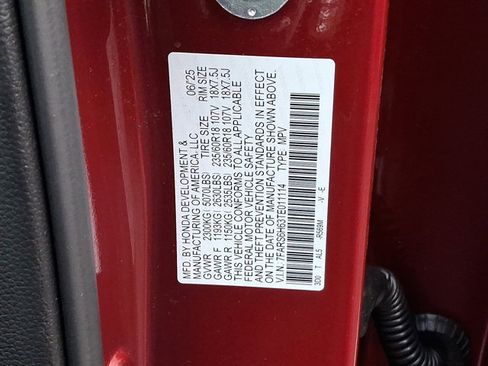 MFD. BY HONDA DEVELOPMENT & 06/25
MANUFACTURING OF AMERICA, LLC.
TIRE SIZE RIM SIZE
GVWR 2300KG( 5070LBS)
GAWR F 1193KG( 2630LBS) 235/60R18 107V 18X7.5J
GAWR R 1150KG( 2535LBS) 235/60R18 107V 18X7.5J
THIS VEHICLE CONFORMS TO ALL APPLICABLE
FEDERAL MOTOR VEHICLE SAFETY
AND THEFT PREVENTION STANDARDS IN EFFECT
ON THE DATE OF MANUFACTURE SHOWN ABOVE.
V.I.N. 7FARS6H63TE011104 TYPE MPV